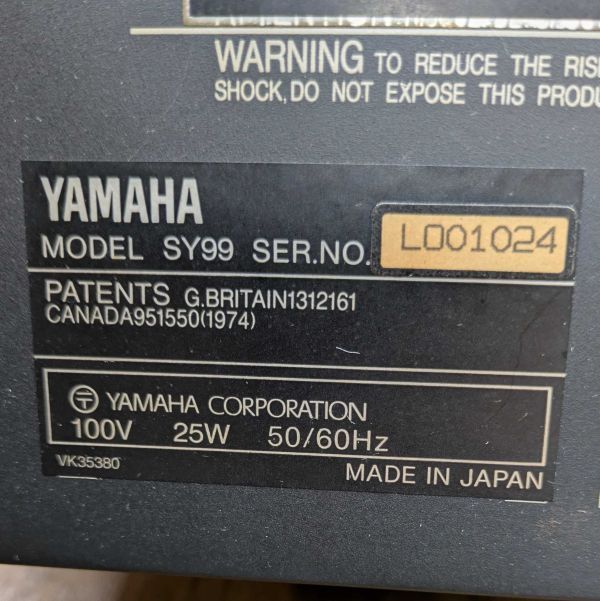 WARNING TO REDUCE THE RIS
SHOCK, DO NOT EXPOSE THIS PRODU
YAMAHA
MODEL SY99 SER.NO. LO01024
PATENTS G.BRITAIN1312161
CANADA951550(1974)
YAMAHA CORPORATION
100V 25W 50/60Hz
VK35380
MADE IN JAPAN